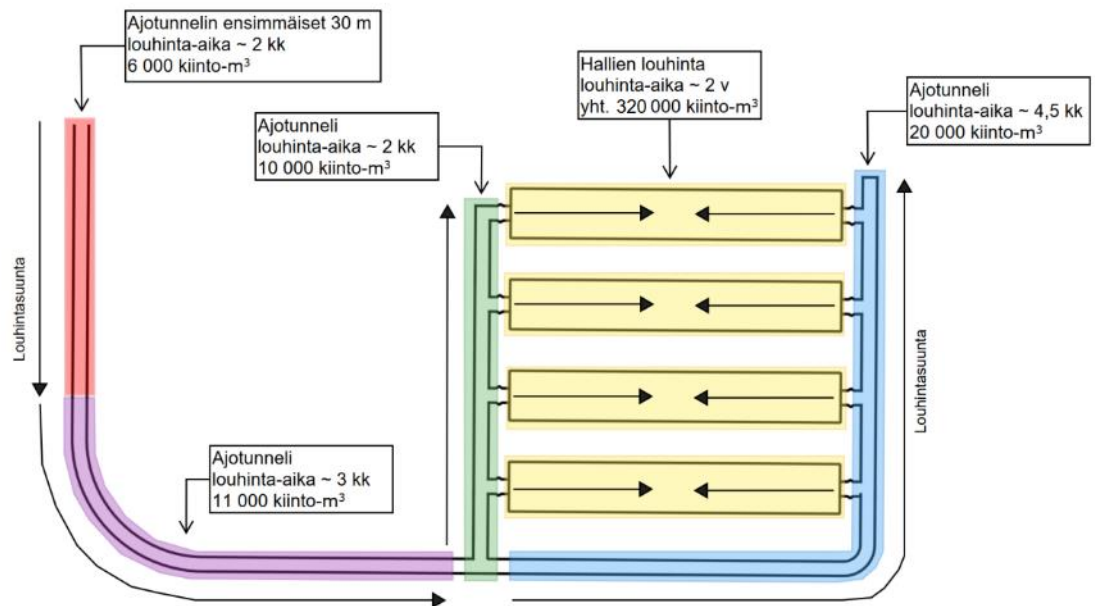 Ajotunnelin ensimmäiset 30 m
louhinta-aika ~ 2 kk
6 000 kiinto-m³
Hallien louhinta
louhinta-aika ~ 2 v
yht. 320 000 kiinto-m³
Ajotunneli
louhinta-aika ~ 4,5 kk
20 000 kiinto-m³
Ajotunneli
louhinta-aika ~ 2 kk
10 000 kiinto-m³
Louhintasuunta
Louhintasuunta
Ajotunneli
louhinta-aika ~ 3 kk
11 000 kiinto-m³